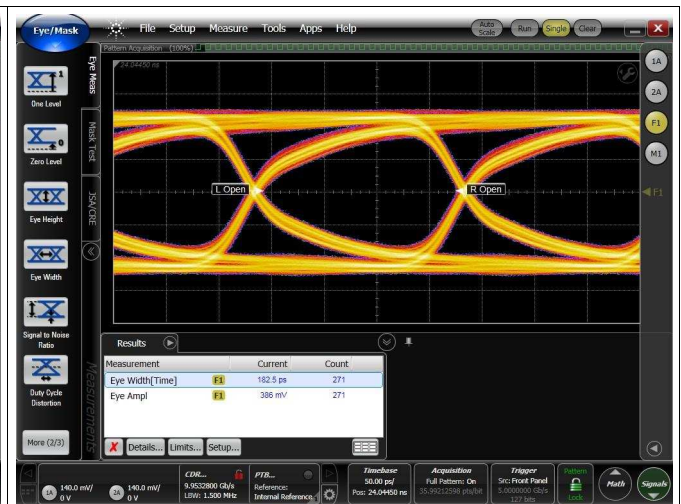 Eye/Mask
File Setup Measure Tools Apps Help
Auto Scale Run Single Clear
Pattern Acquisition (100%)
24.04450 ns
Eye Meas
Mask Test
JSA/CRE
Measurements
One Level
Zero Level
Eye Height
Eye Width
Signal to Noise
Ratio
Duty Cycle
Distortion
More (2/3)
1A
2A
F1
M1
F1
L Open
R Open
Results
Measurement Current Count
Eye Width[Time] F1 182.5 ps 271
Eye Ampl F1 386 mV 271
Details... Limits... Setup...
1A 140.0 mV/
0 V
2A 140.0 mV/
0 V
CDR...
9.9532800 Gb/s
LBW: 1.500 MHz
PTB...
Reference:
Internal Reference
Timebase
50.00 ps/
Pos: 24.04450 ns
Acquisition
Full Pattern: On
35.99212598 pts/bit
Trigger
Src: Front Panel
5.0000000 Gb/s
127 bits
Pattern
Lock
Math
Signals